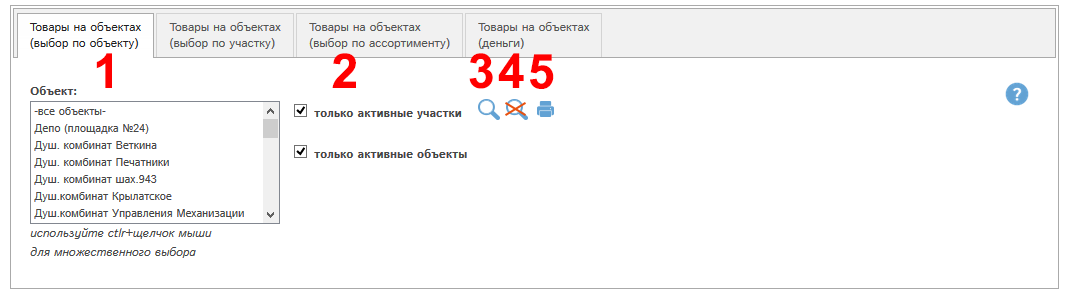 Товары на объектах
(выбор по объекту)
Товары на объектах
(выбор по участку)
Товары на объектах
(выбор по ассортименту)
Товары на объектах
(деньги)
1
2
3
4
5
Объект:
-все объекты-
Депо (площадка №24)
Душ. комбинат Веткина
Душ. комбинат Печатники
Душ. комбинат шах.943
Душ.комбинат Крылатское
Душ.комбинат Управления Механизации
используйте ctlr+щелчок мыши
для множественного выбора
только активные участки
только активные объекты
?